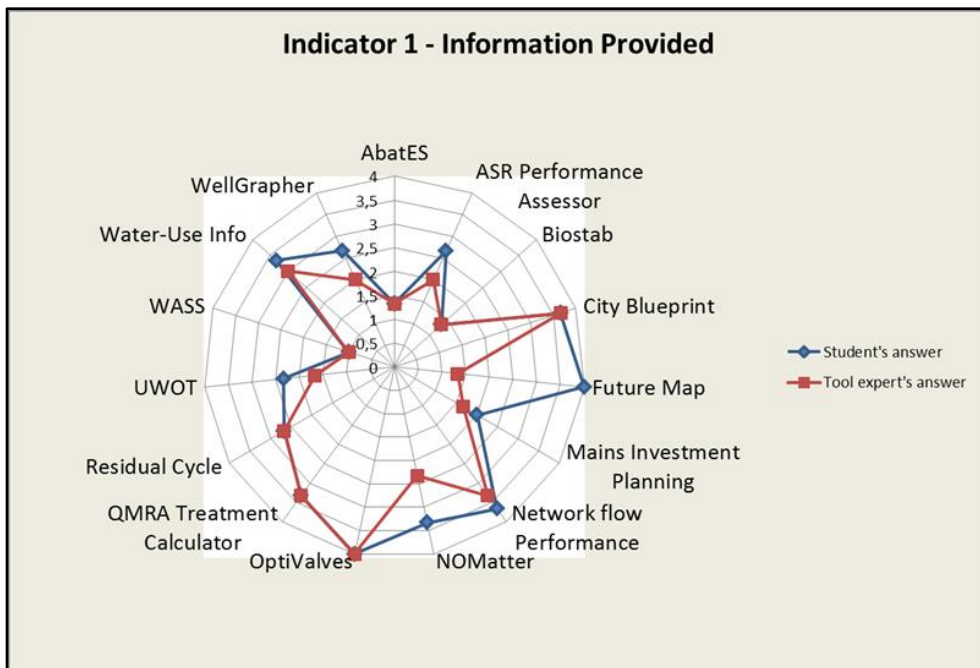 Indicator 1 - Information Provided
AbatES
WellGrapher
ASR Performance
Assessor
Water-Use Info
Biostab
WASS
City Blueprint
UWOT
Future Map
Residual Cycle
Mains Investment
Planning
QMRA Treatment
Calculator
Network flow
Performance
OptiValves
NOMatter
4
3,5
3
2,5
2
1,5
1
0,5
0
Student's answer
Tool expert's answer